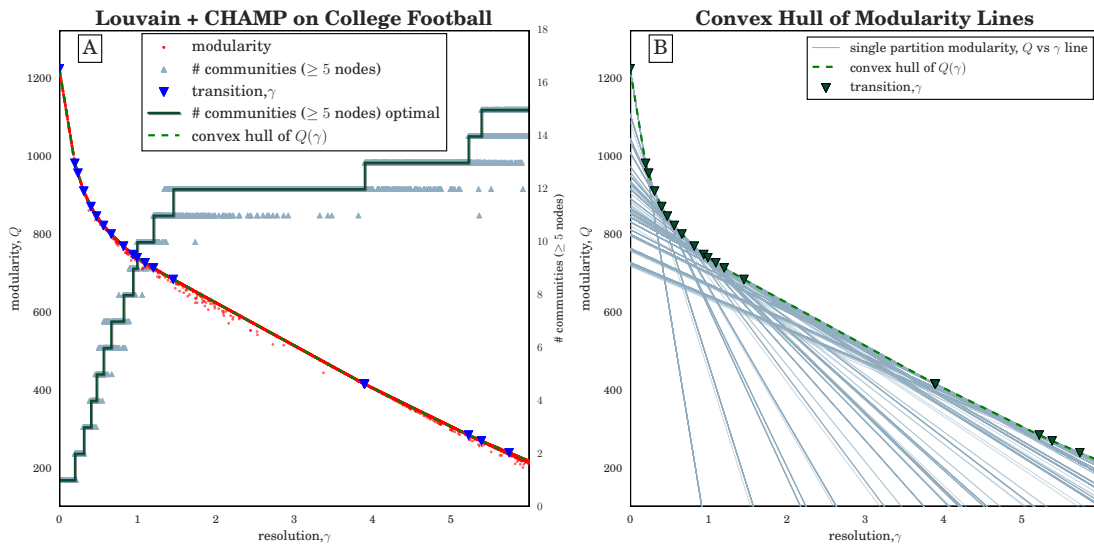 Louvain + CHAMP on College Football
A
modularity
# communities (≥ 5 nodes)
transition,γ
# communities (≥ 5 nodes) optimal
convex hull of Q(γ)
1200
1000
800
600
400
200
modularity, Q
18
16
14
12
10
8
6
4
2
0
# communities (≥ 5 nodes)
0 1 2 3 4 5
resolution,γ
Convex Hull of Modularity Lines
B
single partition modularity, Q vs γ line
convex hull of Q(γ)
transition,γ
1200
1000
800
600
400
200
modularity, Q
0 1 2 3 4 5
resolution,γ